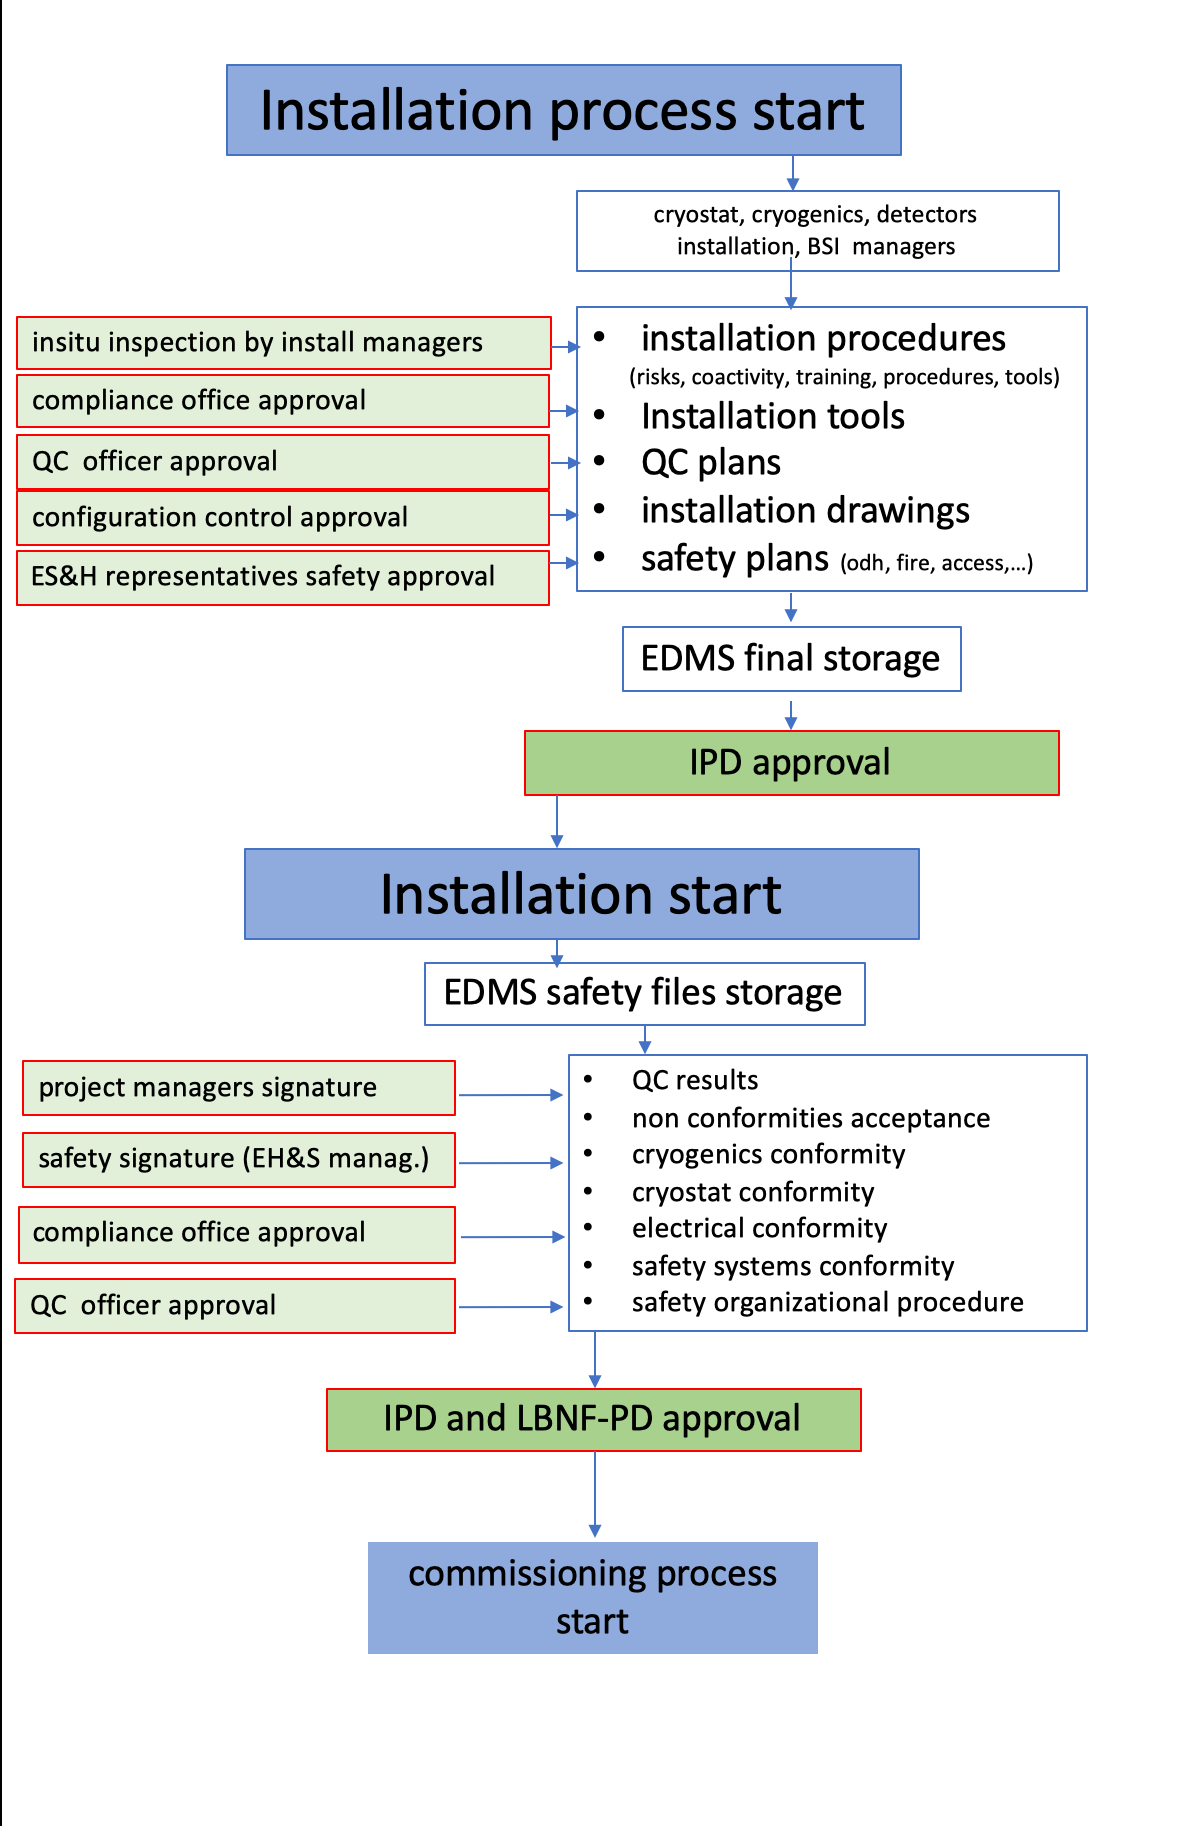 Installation process start
cryostat, cryogenics, detectors
installation, BSI managers
insitu inspection by install managers
compliance office approval
QC officer approval
configuration control approval
ES&H representatives safety approval
• installation procedures
(risks, coactivity, training, procedures, tools)
• Installation tools
• QC plans
• installation drawings
• safety plans (odh, fire, access,...)
EDMS final storage
IPD approval
Installation start
EDMS safety files storage
project managers signature
safety signature (EH&S manag.)
compliance office approval
QC officer approval
• QC results
• non conformities acceptance
• cryogenics conformity
• cryostat conformity
• electrical conformity
• safety systems conformity
• safety organizational procedure
IPD and LBNF-PD approval
commissioning process
start